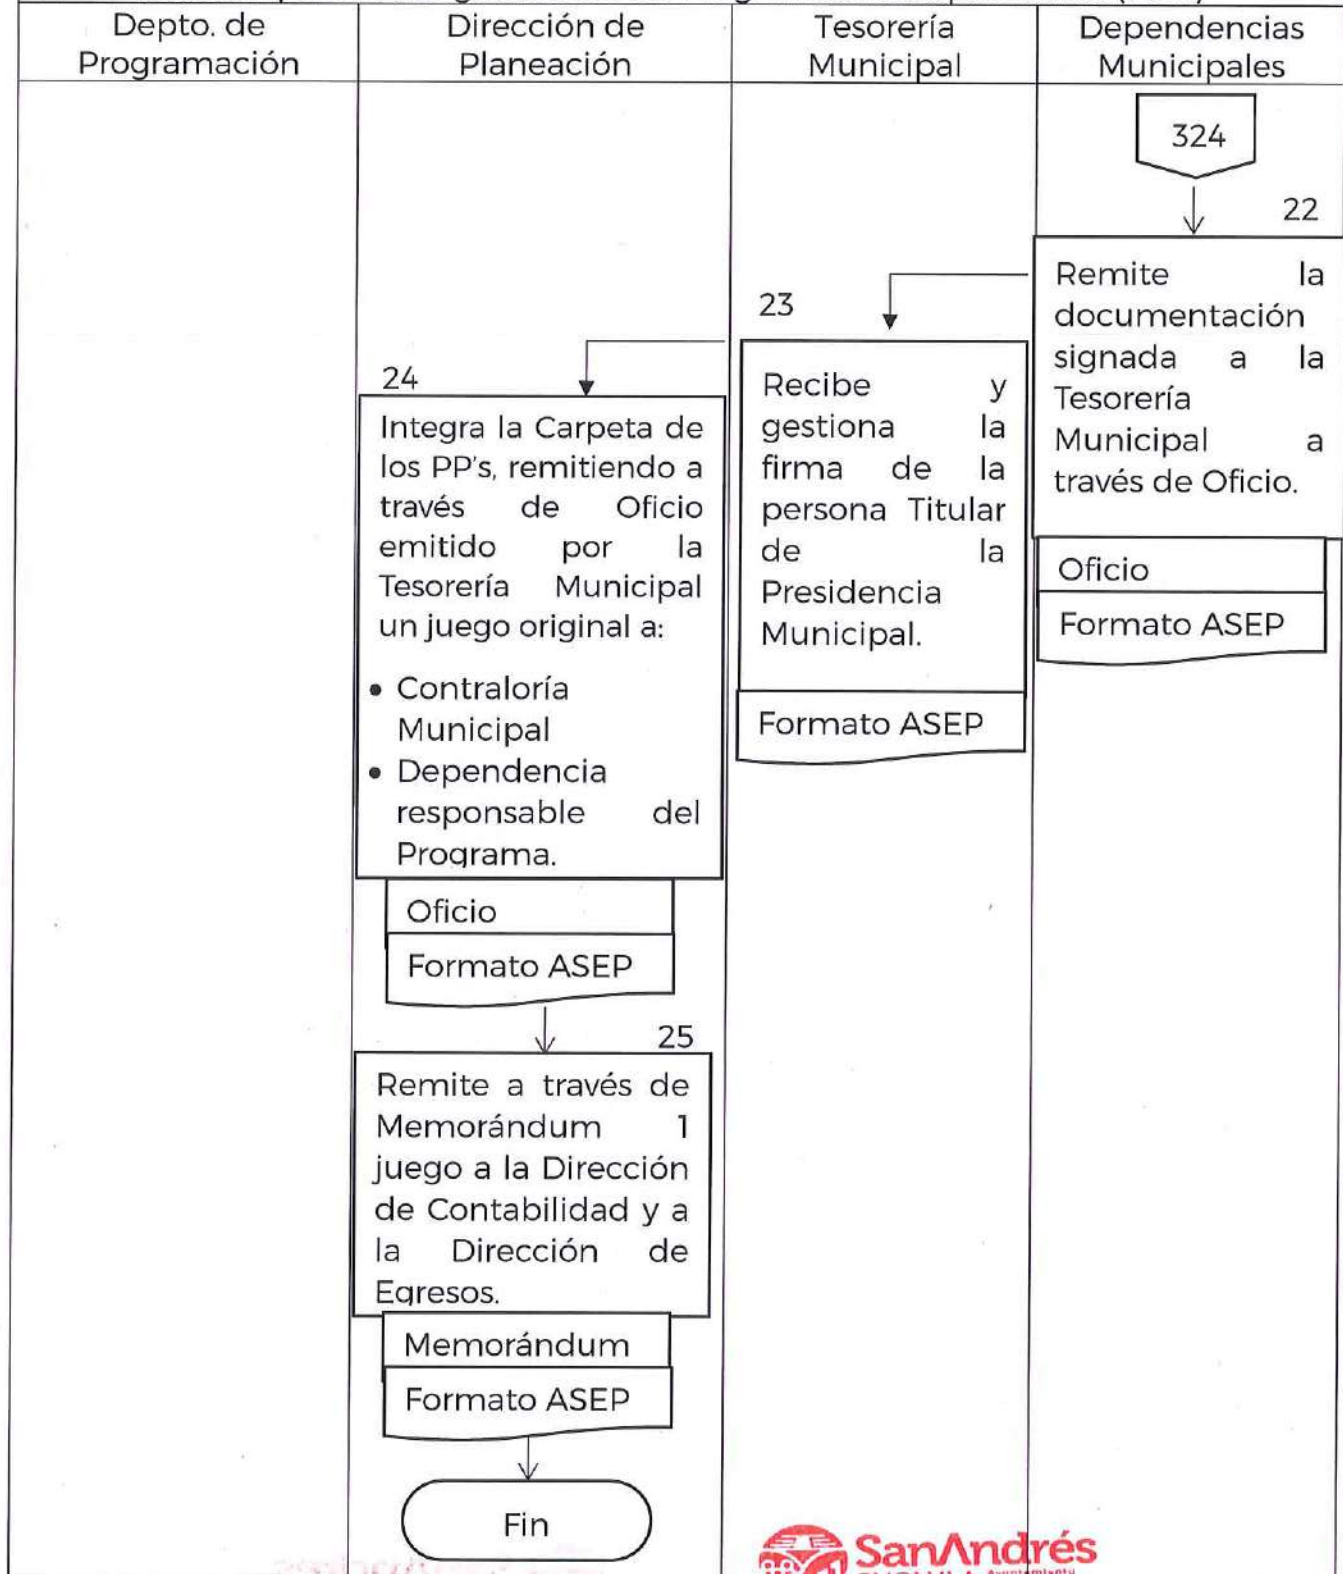 Depto. de
Programación
Dirección de
Planeación
Tesorería
Municipal
Dependencias
Municipales
324
22
Remite la
documentación
signada a la
Tesorería
Municipal a
través de Oficio.
Oficio
Formato ASEP
23
Recibe y
gestiona la
firma de la
persona Titular
de la
Presidencia
Municipal.
Formato ASEP
24
Integra la Carpeta de
los PP's, remitiendo a
través de Oficio
emitido por la
Tesorería Municipal
un juego original a:
• Contraloría
Municipal
• Dependencia
responsable del
Programa.
Oficio
Formato ASEP
25
Remite a través de
Memorándum 1
juego a la Dirección
de Contabilidad y a
la Dirección de
Egresos.
Memorándum
Formato ASEP
Fin
SanAndrés